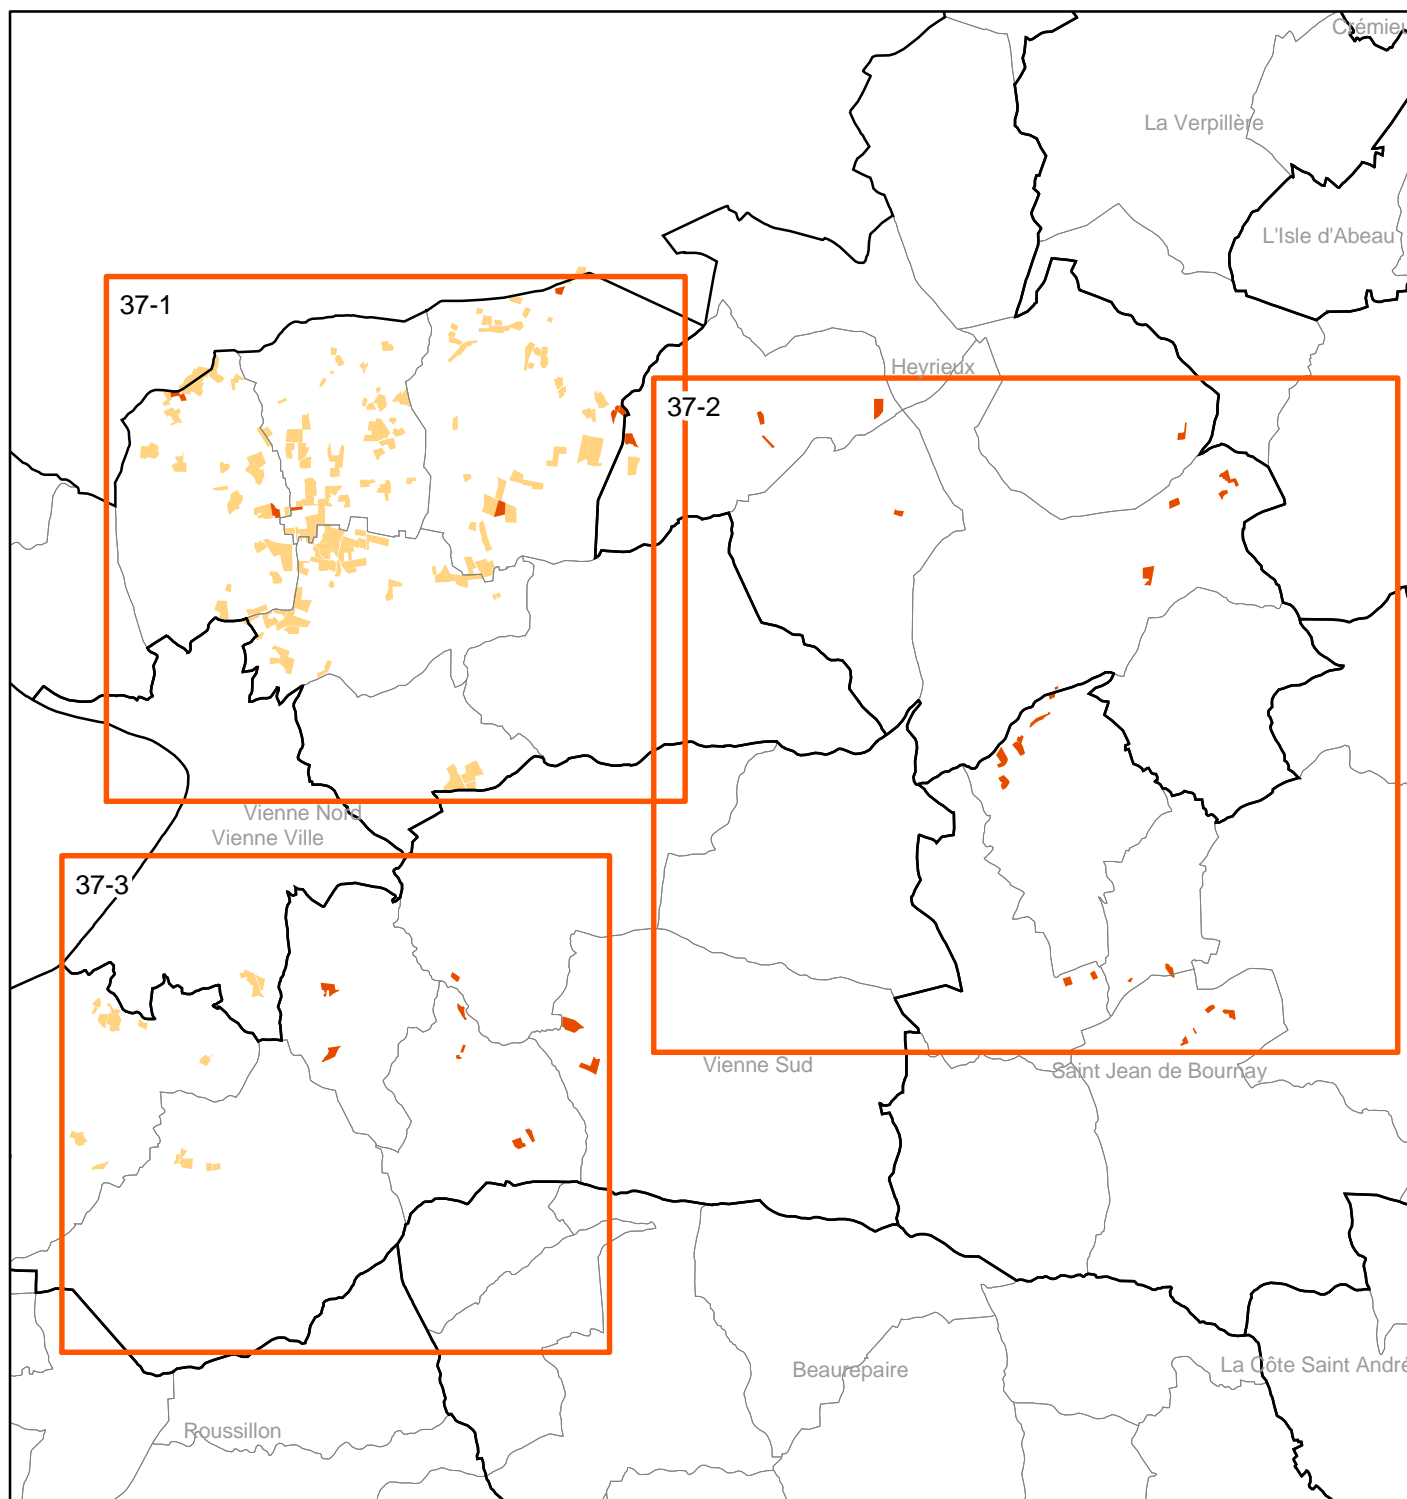 Crémieu
La Verpillère
L'Isle d'Abeau
37-1
Heyrieux
37-2
Vienne Nord
Vienne Ville
37-3
Vienne Sud
Saint Jean de Bournay
Beaurepaire
La Côte Saint André
Roussillon